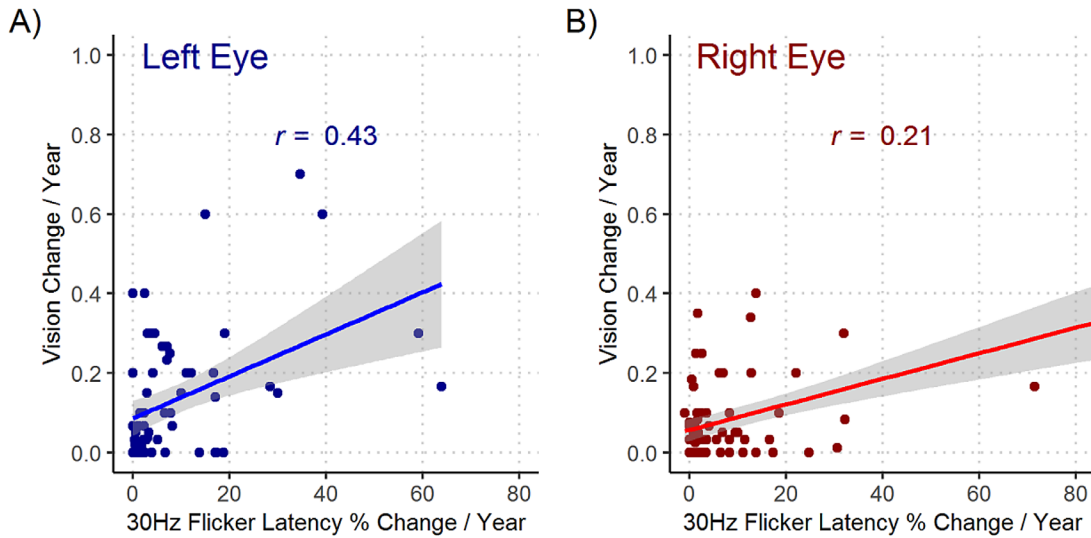 A)
Left Eye
r = 0.43
Vision Change / Year
1.0
0.8
0.6
0.4
0.2
0.0
0 20 40 60 80
30Hz Flicker Latency % Change / Year
B)
Right Eye
r = 0.21
Vision Change / Year
1.0
0.8
0.6
0.4
0.2
0.0
0 20 40 60 80
30Hz Flicker Latency % Change / Year